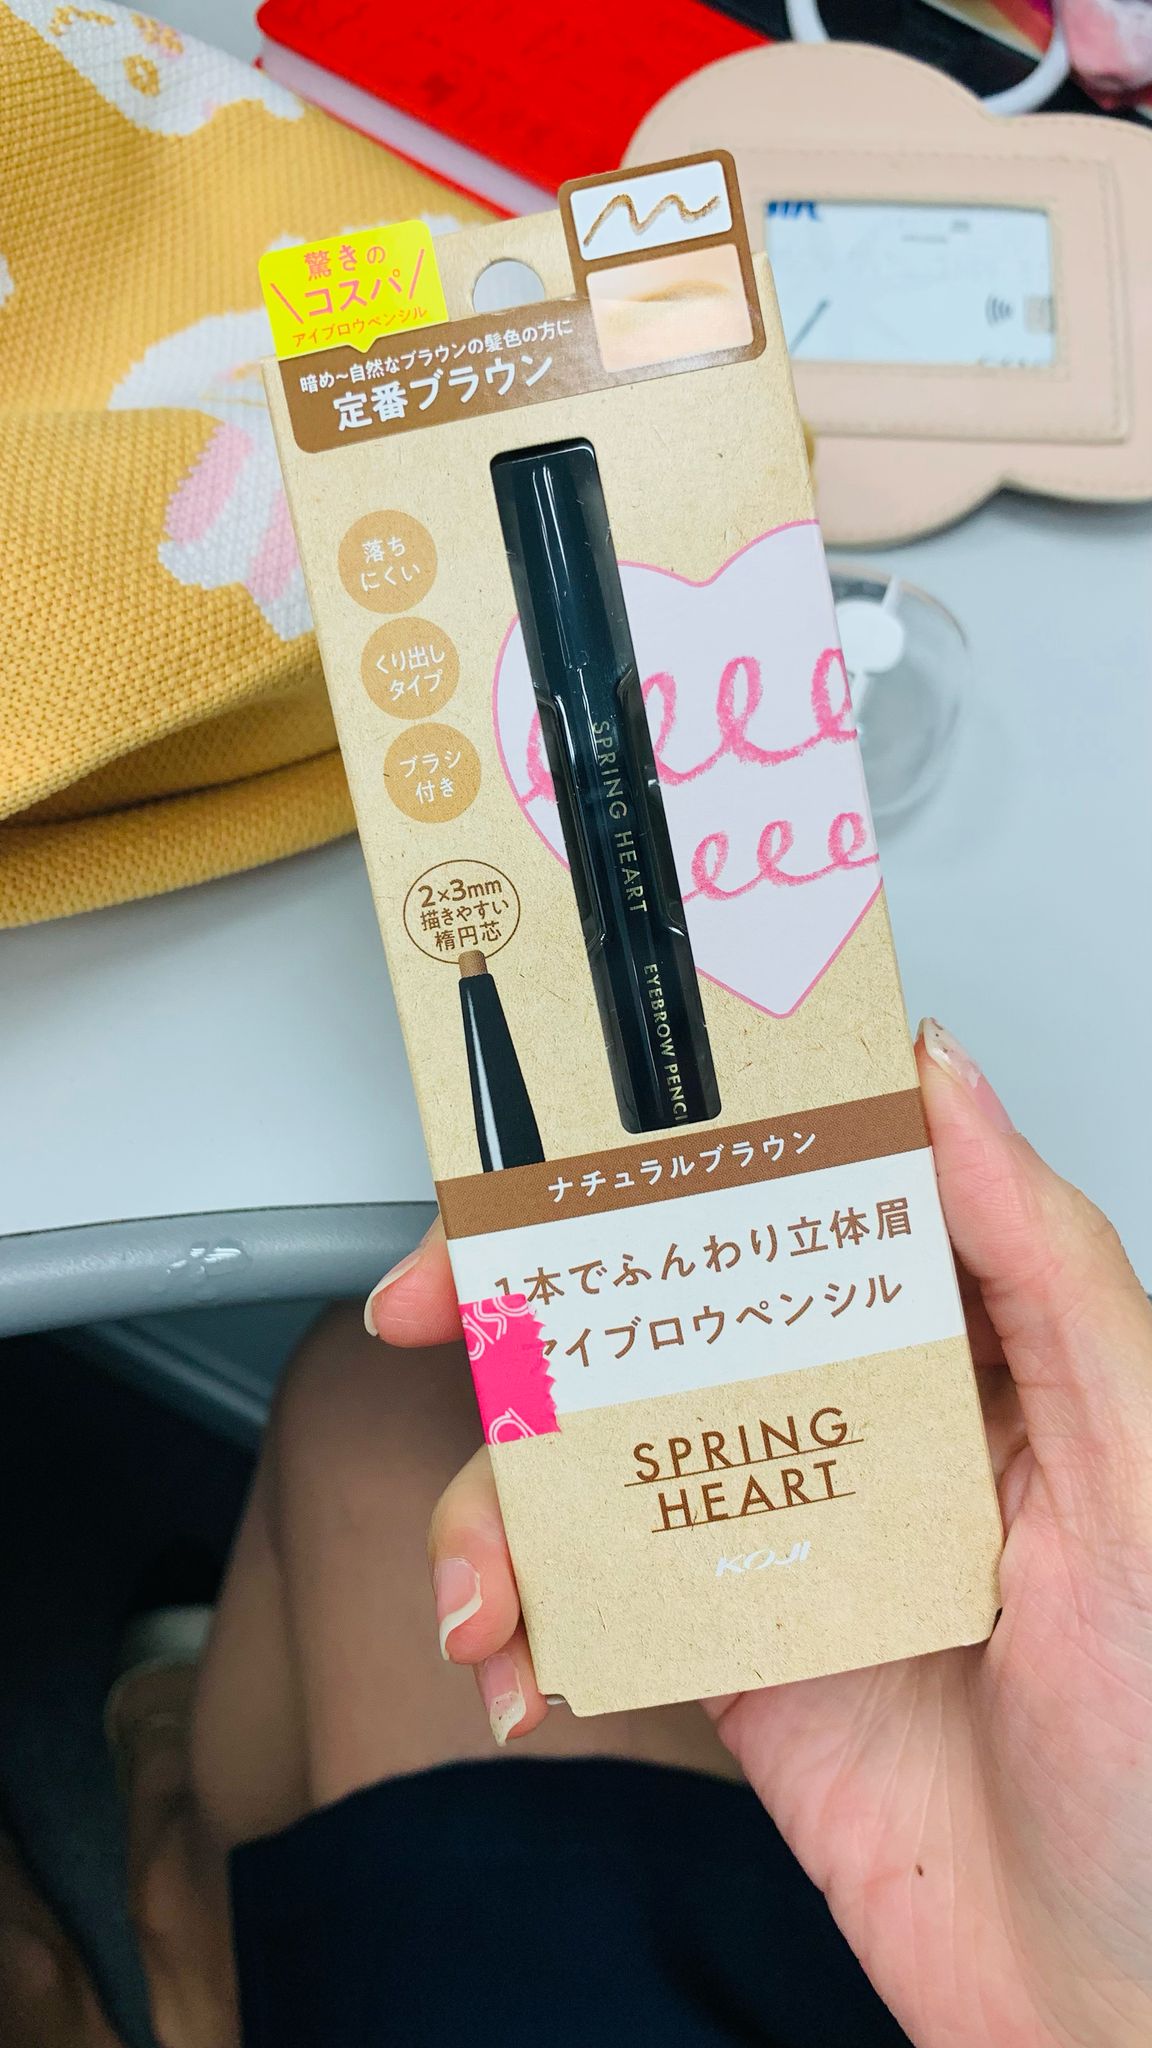 驚きの
コスパ
アイブロウペンシル
暗め~自然なブラウンの髪色の方に
定番ブラウン
落ち
にくい
くり出し
タイプ
ブラシ
付き
2×3mm
描きやすい
楕円芯
SPRING HEART
EYEBROW PENCI
ナチュラルブラウン
1本でふんわり立体眉
アイブロウペンシル
SPRING
HEART
KOJI